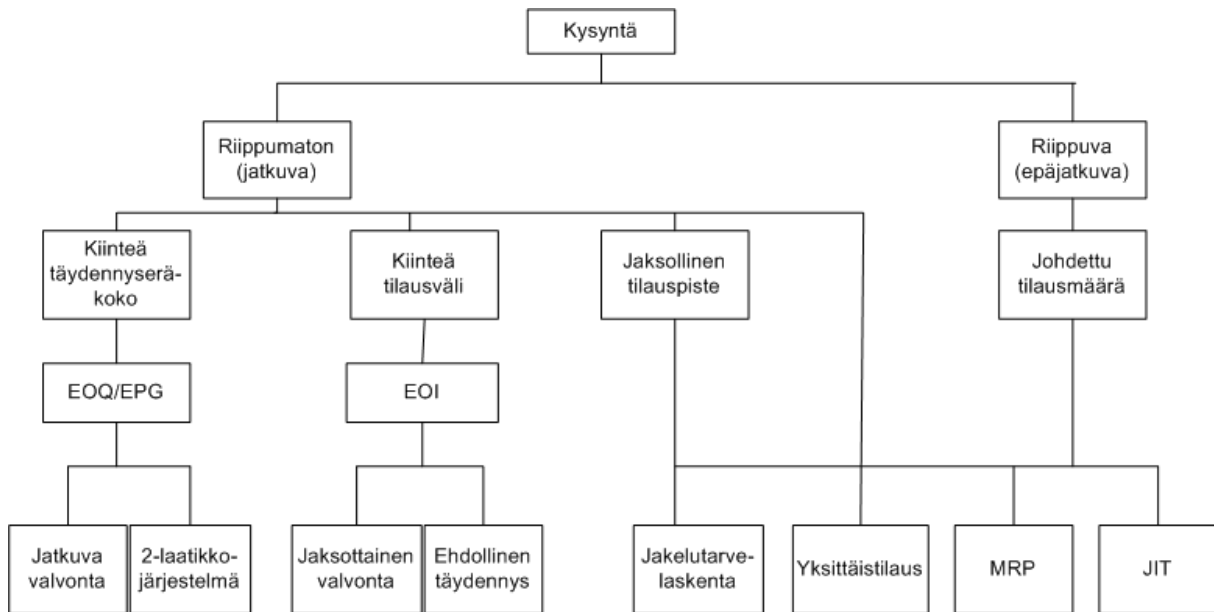 Kysyntä
Riippumaton
(jatkuva)
Riippuva
(epäjatkuva)
Kiinteä
täydennyserä-
koko
Kiinteä
tilausväli
Jaksollinen
tilauspiste
Johdettu
tilausmäärä
EOQ/EPG
EOI
Jatkuva
valvonta
2-laatikko-
järjestelmä
Jaksottainen
valvonta
Ehdollinen
täydennys
Jakelutarve-
laskenta
Yksittäistilaus
MRP
JIT